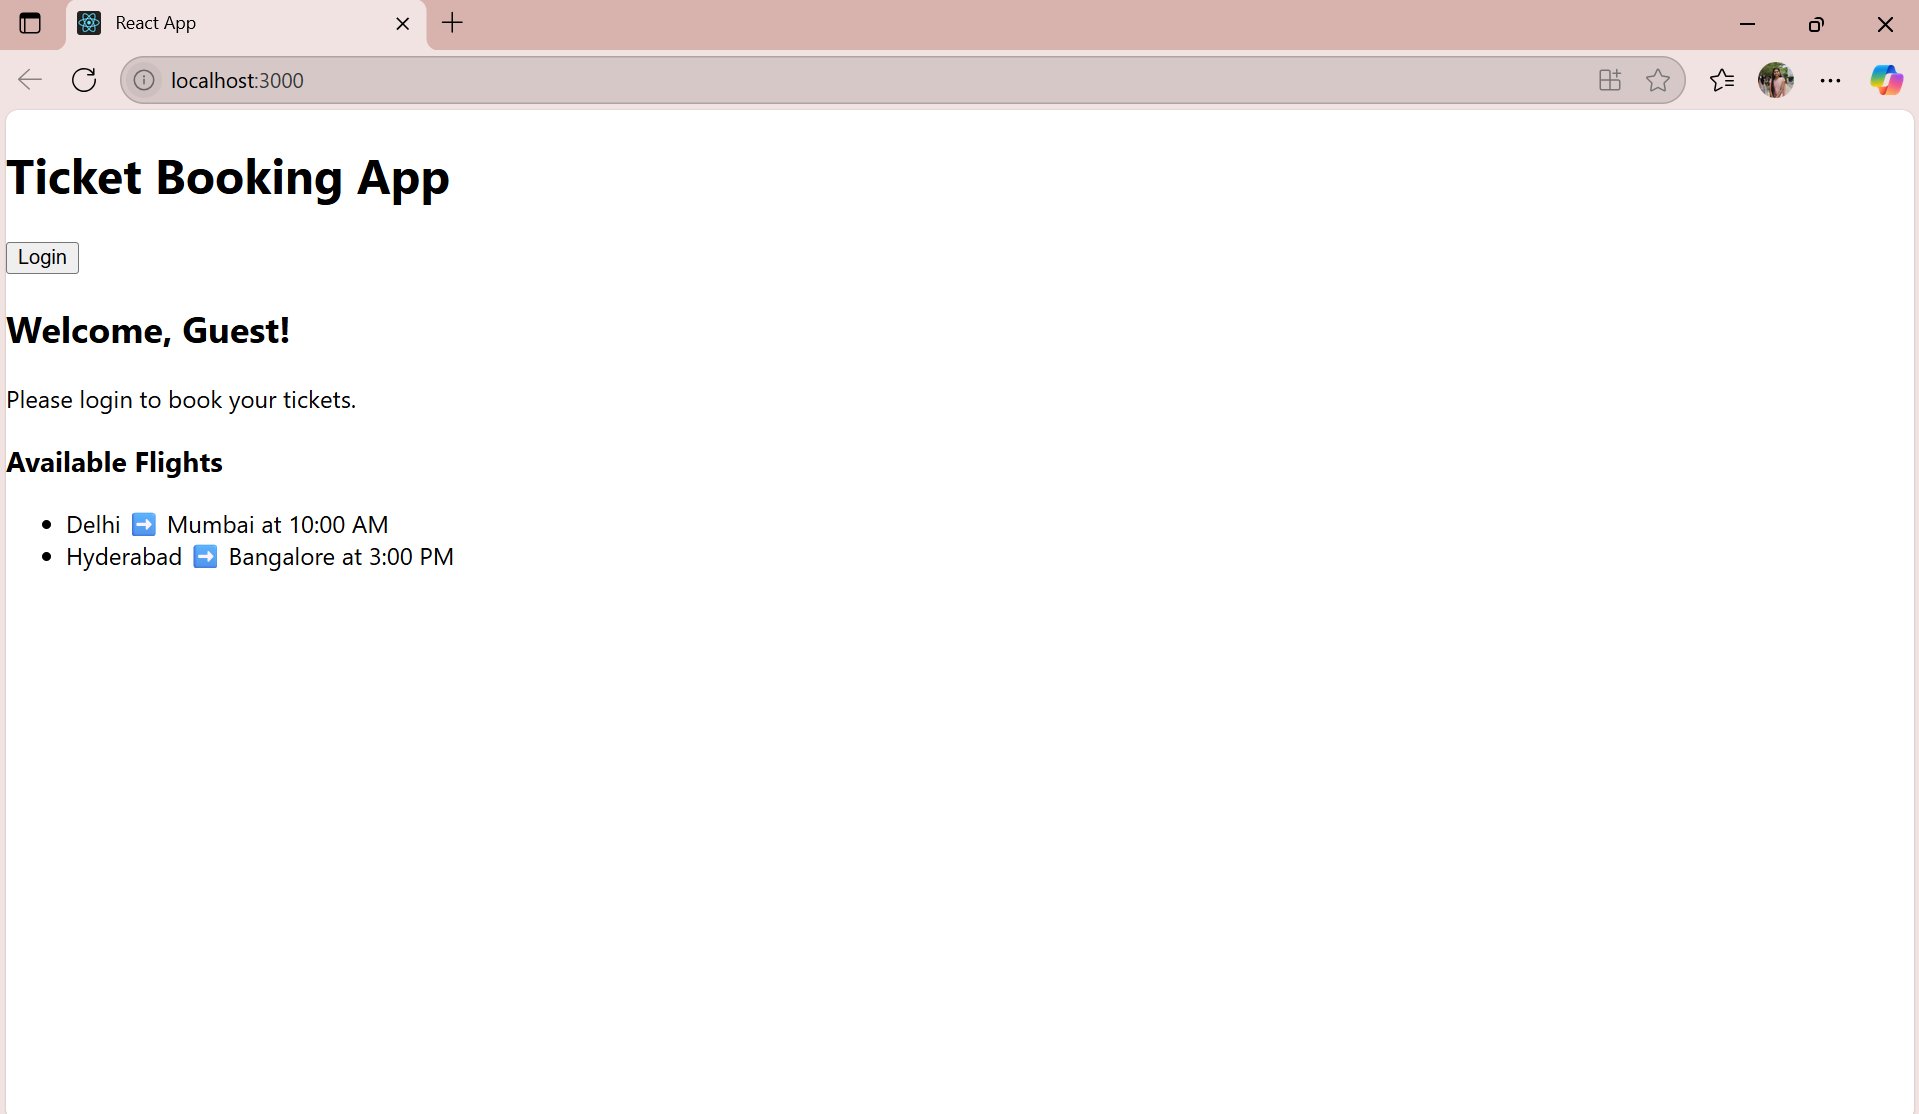 React App
localhost:3000
Ticket Booking App
Login
Welcome, Guest!
Please login to book your tickets.
Available Flights
Delhi ➡️ Mumbai at 10:00 AM
Hyderabad ➡️ Bangalore at 3:00 PM